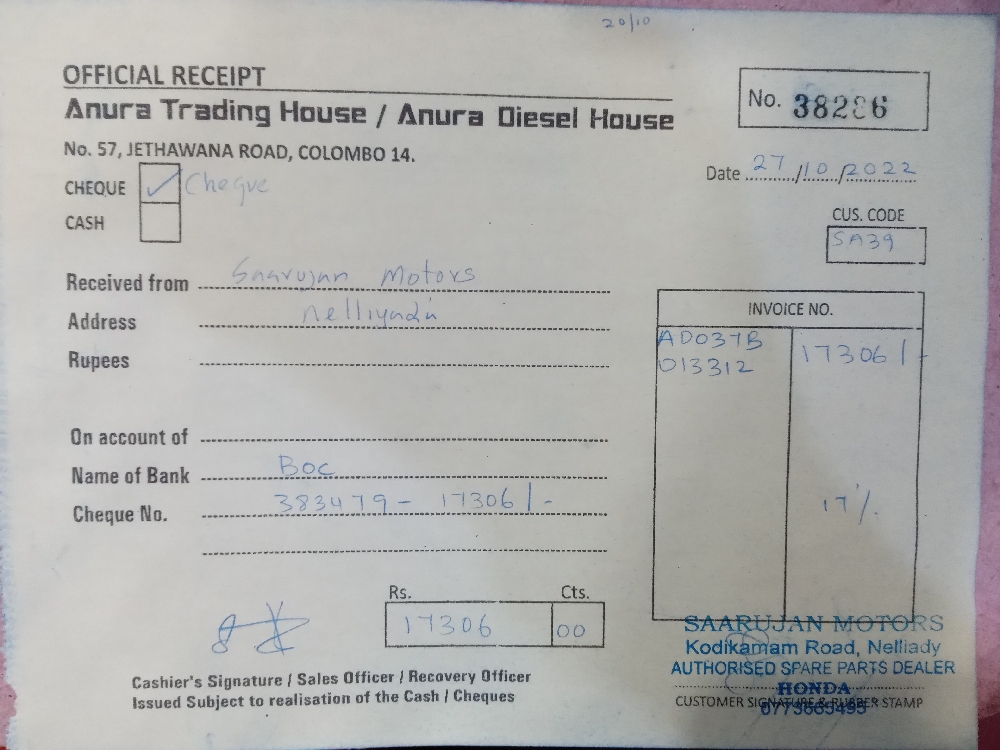 20/10
OFFICIAL RECEIPT
Anura Trading House / Anura Diesel House
No. 38286
No. 57, JETHAWANA ROAD, COLOMBO 14.
Date 27/10/2022
CHEQUE ✓ Cheque
CASH
CUS. CODE
SA39
Received from Saarujan Motors
Address Nelliyadi
Rupees
INVOICE NO.
AD037B
013312
17306/-
On account of
Name of Bank BOC
Cheque No. 383479 - 17306/-
17%
Rs. Cts.
17306 00
Cashier's Signature / Sales Officer / Recovery Officer
Issued Subject to realisation of the Cash / Cheques
SAARUJAN MOTORS
Kodikamam Road, Nelliady
AUTHORISED SPARE PARTS DEALER
HONDA
CUSTOMER SIGNATURE & RUBBER STAMP
0773665495